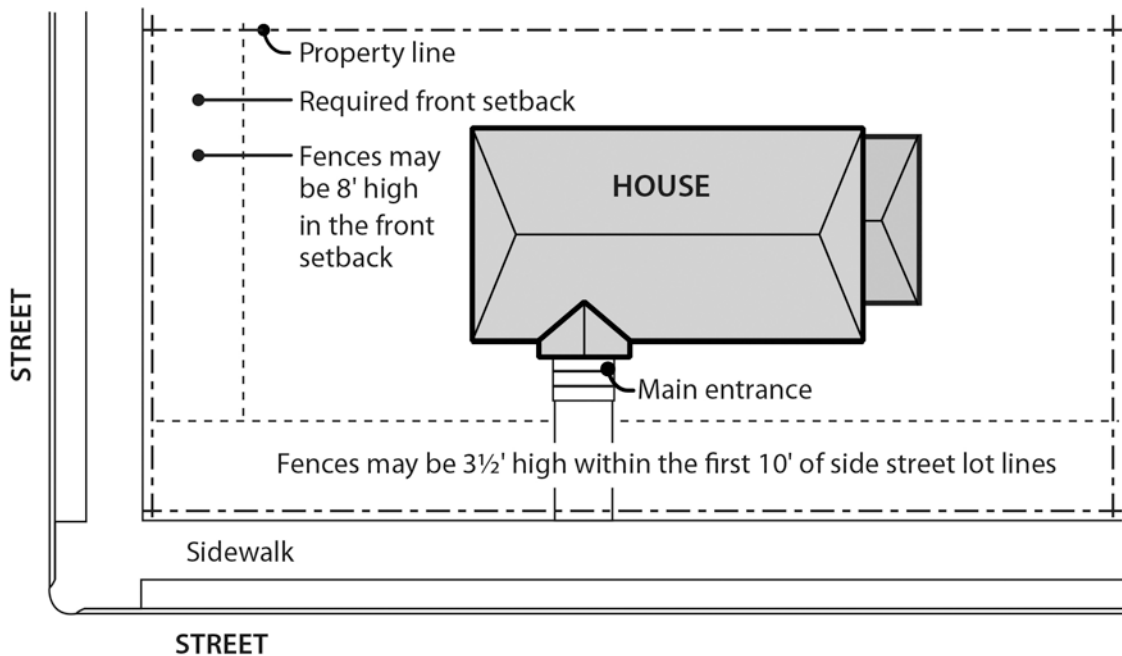 Property line
Required front setback
Fences may
be 8' high
in the front
setback
HOUSE
STREET
Main entrance
Fences may be 3½' high within the first 10' of side street lot lines
Sidewalk
STREET